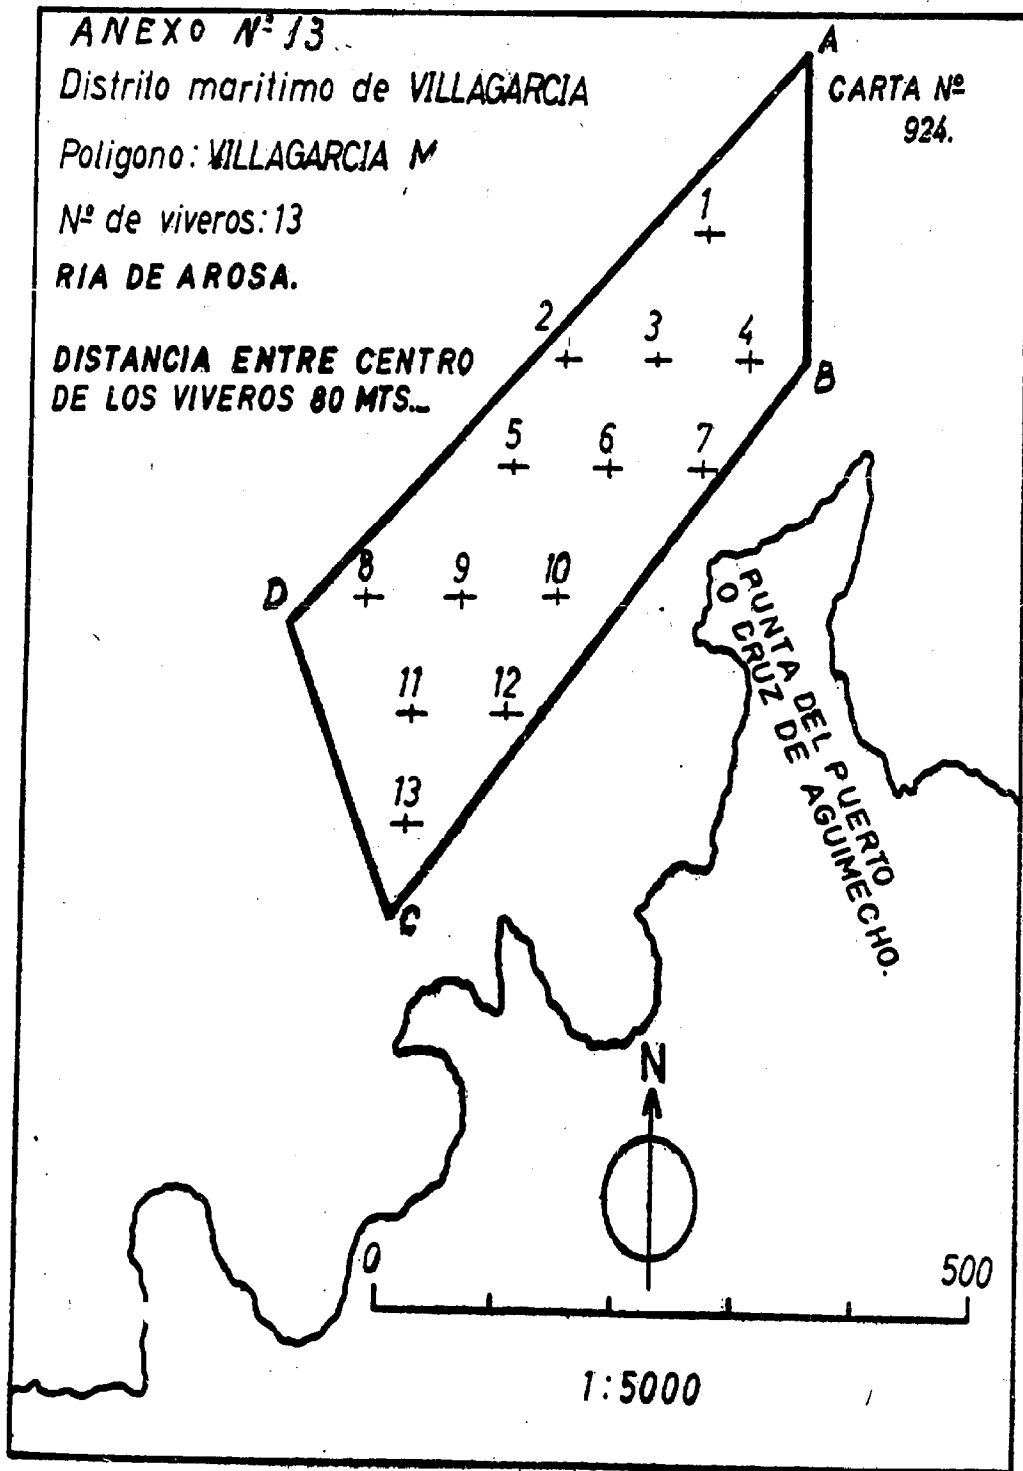 ANEXO Nº 13
Distrito maritimo de VILLAGARCIA
Poligono: VILLAGARCIA M
Nº de viveros: 13
RIA DE AROSA.
DISTANCIA ENTRE CENTRO
DE LOS VIVEROS 80 MTS._
A
CARTA Nº
924.
1
2
3
4
B
5
6
7
D
8
9
10
11
12
13
C
PUNTA DEL PUERTO
O CRUZ DE AGUIMECHO.
N
0
500
1:5000